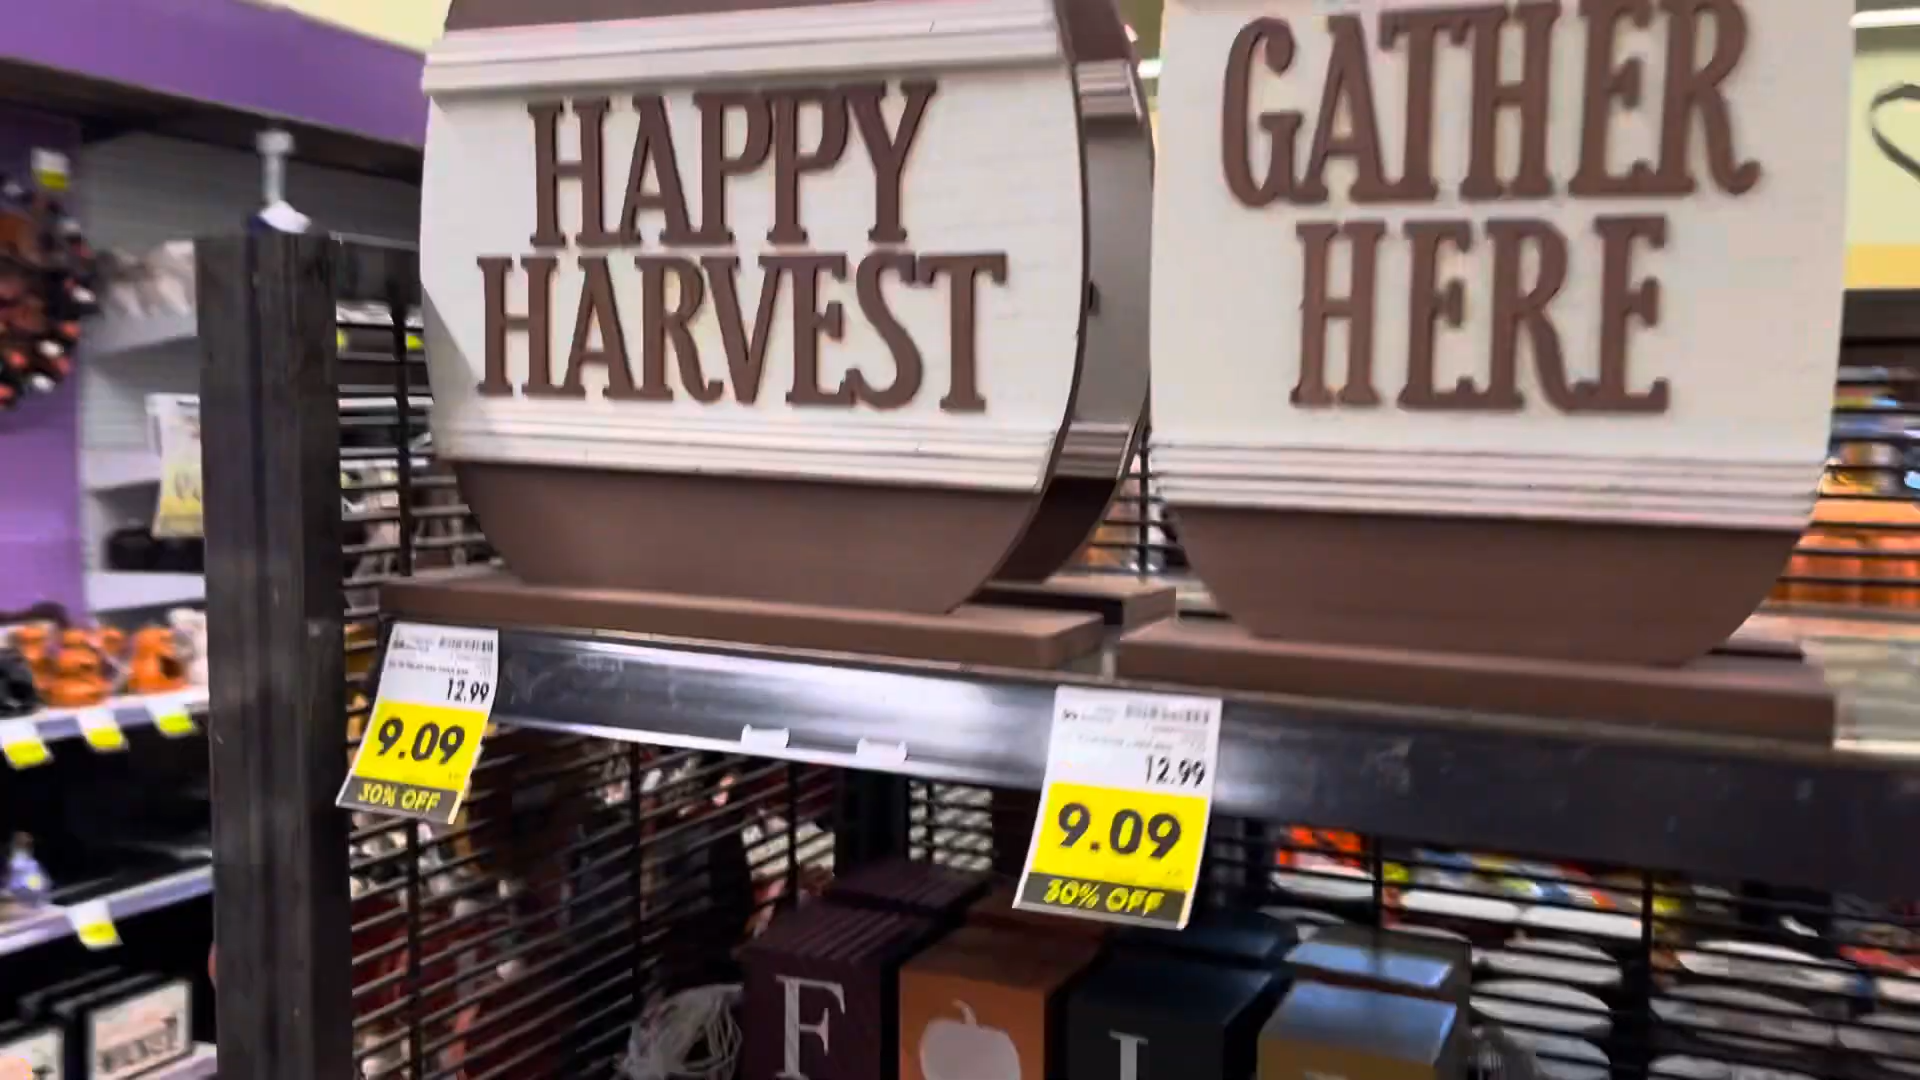 HAPPY
HARVEST
GATHER
HERE
12.99
9.09
30% OFF
12.99
9.09
30% OFF
F
I